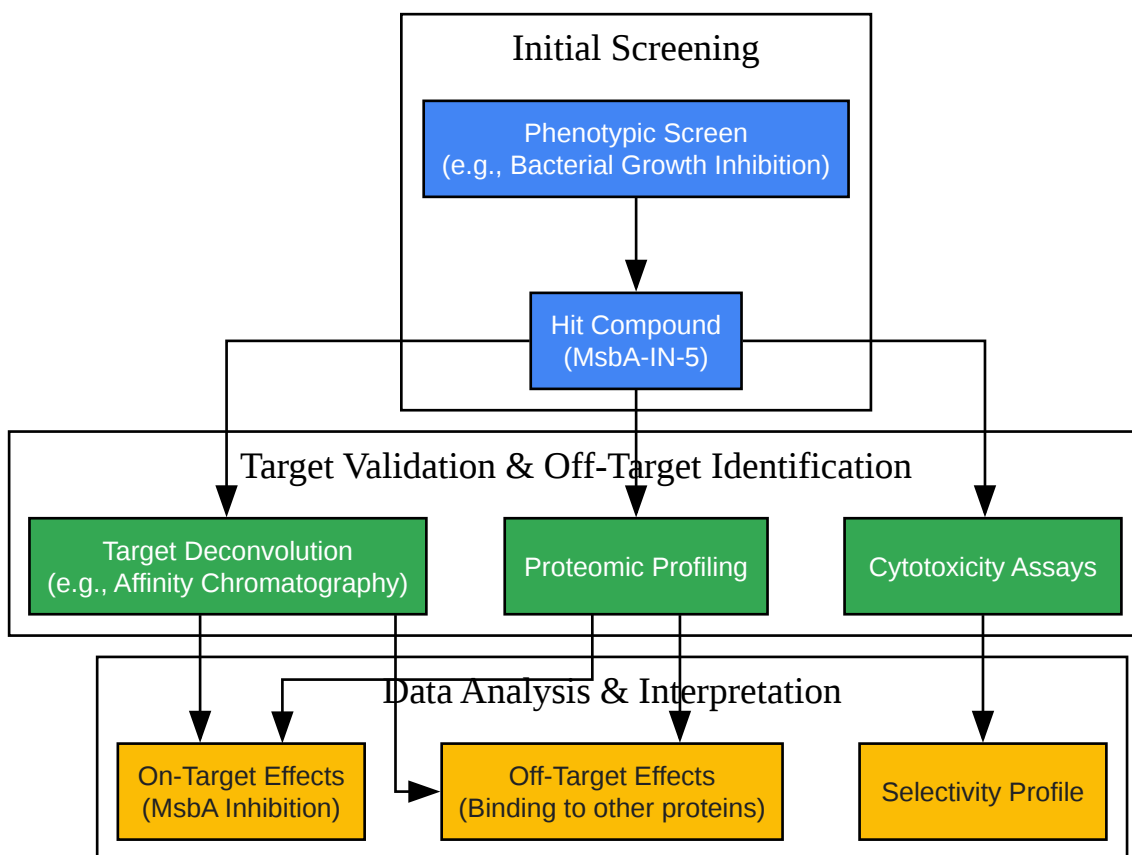 Initial Screening
Phenotypic Screen
(e.g., Bacterial Growth Inhibition)
Hit Compound
(MsbA-IN-5)
Target Validation & Off-Target Identification
Target Deconvolution
(e.g., Affinity Chromatography)
Proteomic Profiling
Cytotoxicity Assays
Data Analysis & Interpretation
On-Target Effects
(MsbA Inhibition)
Off-Target Effects
(Binding to other proteins)
Selectivity Profile